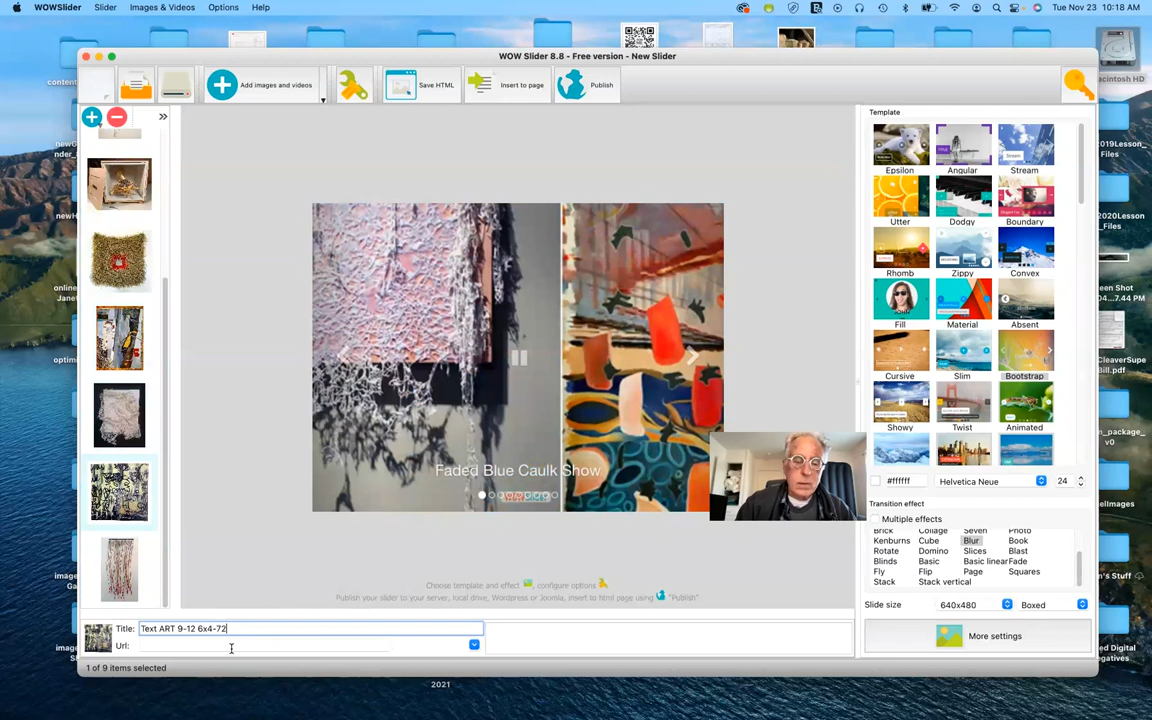 WOWSlider Slider Images & Videos Options Help
Tue Nov 23 10:18 AM
WOW Slider 8.8 - Free version - New Slider
Add images and videos
Save HTML
Insert to page
Publish
Macintosh HD
Template
Epsilon Angular Stream
Utter Dodgy Boundary
Rhomb Zippy Convex
Fill Material Absent
Cursive Slim Bootstrap
Showy Twist Animated
Faded Blue Caulk Show
#ffffff Helvetica Neue 24
Transition effect
Multiple effects
Brick Collage Seven Photo
Kenburns Cube Blur Book
Rotate Domino Slices Blast
Blinds Basic Basic linear Fade
Fly Flip Page Squares
Stack Stack vertical
Slide size 640x480 Boxed
More settings
Choose template and effect , configure options
Publish your slider to your server, local drive, Wordpress or Joomla, insert to html page using "Publish"
Title: Text ART 9-12 6x4-72
Url:
1 of 9 items selected
2021